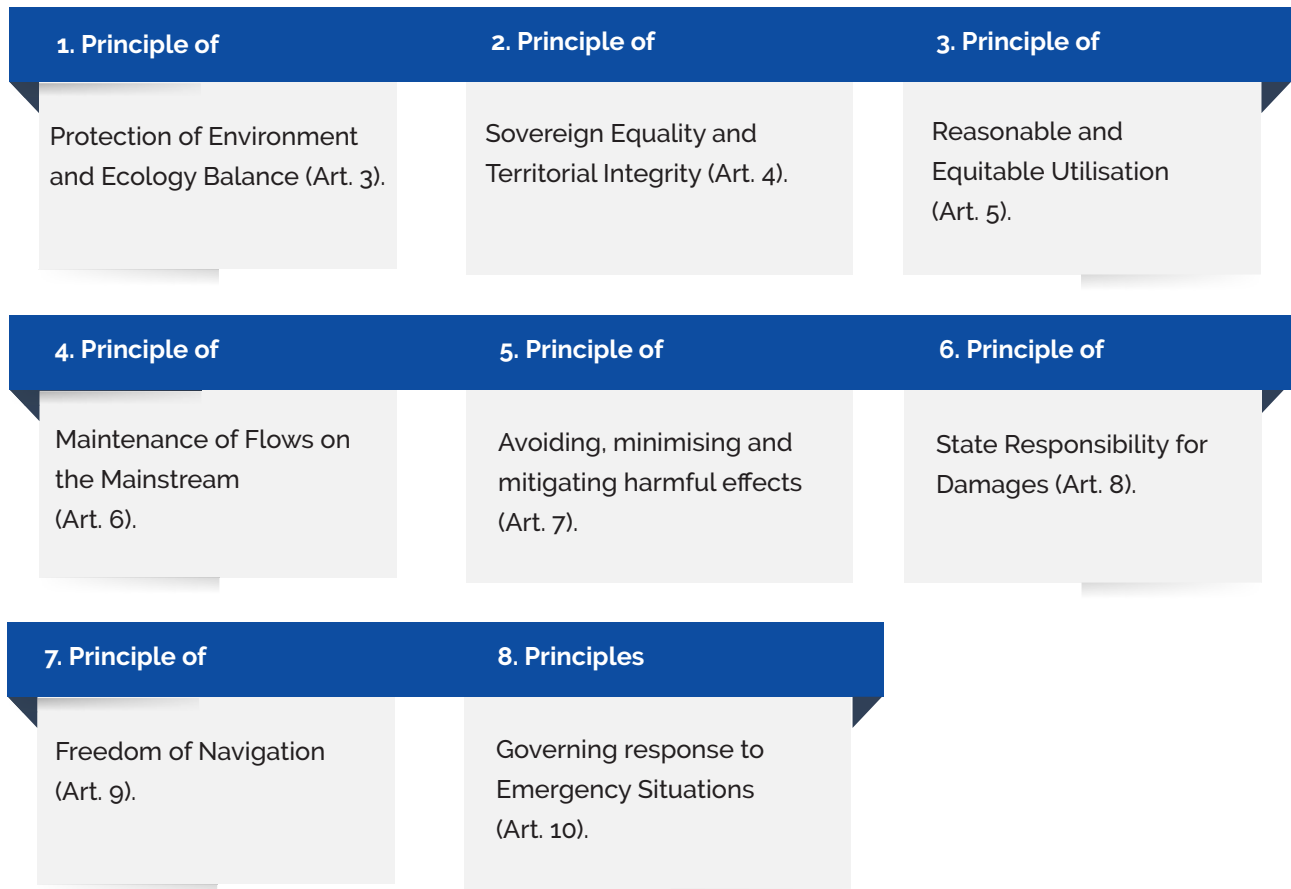 1. Principle of
Protection of Environment
and Ecology Balance (Art. 3).
2. Principle of
Sovereign Equality and
Territorial Integrity (Art. 4).
3. Principle of
Reasonable and
Equitable Utilisation
(Art. 5).
4. Principle of
Maintenance of Flows on
the Mainstream
(Art. 6).
5. Principle of
Avoiding, minimising and
mitigating harmful effects
(Art. 7).
6. Principle of
State Responsibility for
Damages (Art. 8).
7. Principle of
Freedom of Navigation
(Art. 9).
8. Principles
Governing response to
Emergency Situations
(Art. 10).